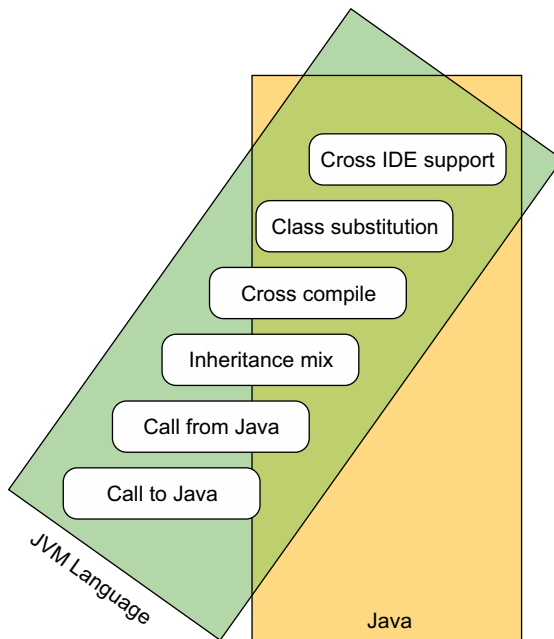 Cross IDE support
Class substitution
Cross compile
Inheritance mix
Call from Java
Call to Java
JVM Language
Java